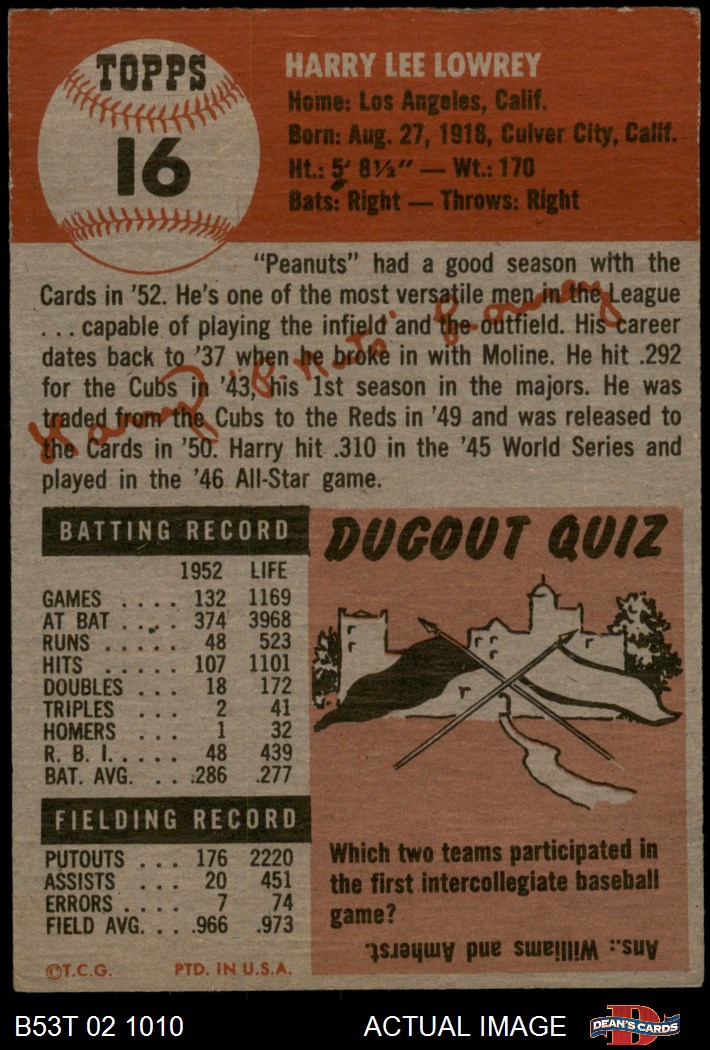 TOPPS
16
HARRY LEE LOWREY
Home: Los Angeles, Calif.
Born: Aug. 27, 1918, Culver City, Calif.
Ht.: 5' 8½" — Wt.: 170
Bats: Right — Throws: Right
"Peanuts" had a good season with the
Cards in '52. He's one of the most versatile men in the League
... capable of playing the infield and the outfield. His career
dates back to '37 when he broke in with Moline. He hit .292
for the Cubs in '43, his 1st season in the majors. He was
traded from the Cubs to the Reds in '49 and was released to
the Cards in '50. Harry hit .310 in the '45 World Series and
played in the '46 All-Star game.
Harry "P.Nuts" Lowrey
BATTING RECORD
1952 LIFE
GAMES .... 132 1169
AT BAT .... 374 3968
RUNS ..... 48 523
HITS ..... 107 1101
DOUBLES ... 18 172
TRIPLES ... 2 41
HOMERS ... 1 32
R. B. I. .... 48 439
BAT. AVG. .. .286 .277
FIELDING RECORD
PUTOUTS ... 176 2220
ASSISTS ... 20 451
ERRORS .... 7 74
FIELD AVG. .. .966 .973
©T.C.G. PTD. IN U.S.A.
DUGOUT QUIZ
Which two teams participated in
the first intercollegiate baseball
game?
Ans.: Williams and Amherst.
B53T 02 1010 ACTUAL IMAGE
D
DEAN'S CARDS